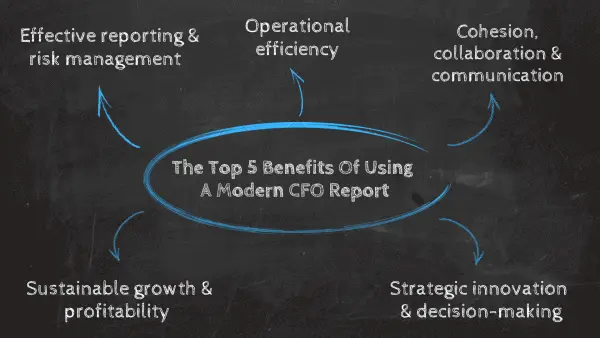 Effective reporting &
risk management
Operational
efficiency
Cohesion,
collaboration &
communication
The Top 5 Benefits Of Using
A Modern CFO Report
Sustainable growth &
profitability
Strategic innovation
& decision-making